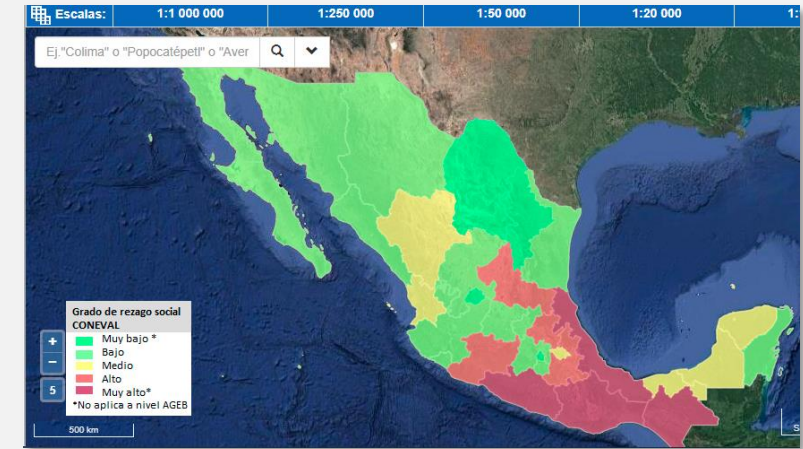 Escalas: 1:1 000 000 1:250 000 1:50 000 1:20 000 1:
Ej."Colima" o "Popocatépetl" o "Aver
Grado de rezago social
CONEVAL
Muy bajo *
Bajo
Medio
Alto
Muy alto*
*No aplica a nivel AGEB
+
−
5
500 km
S